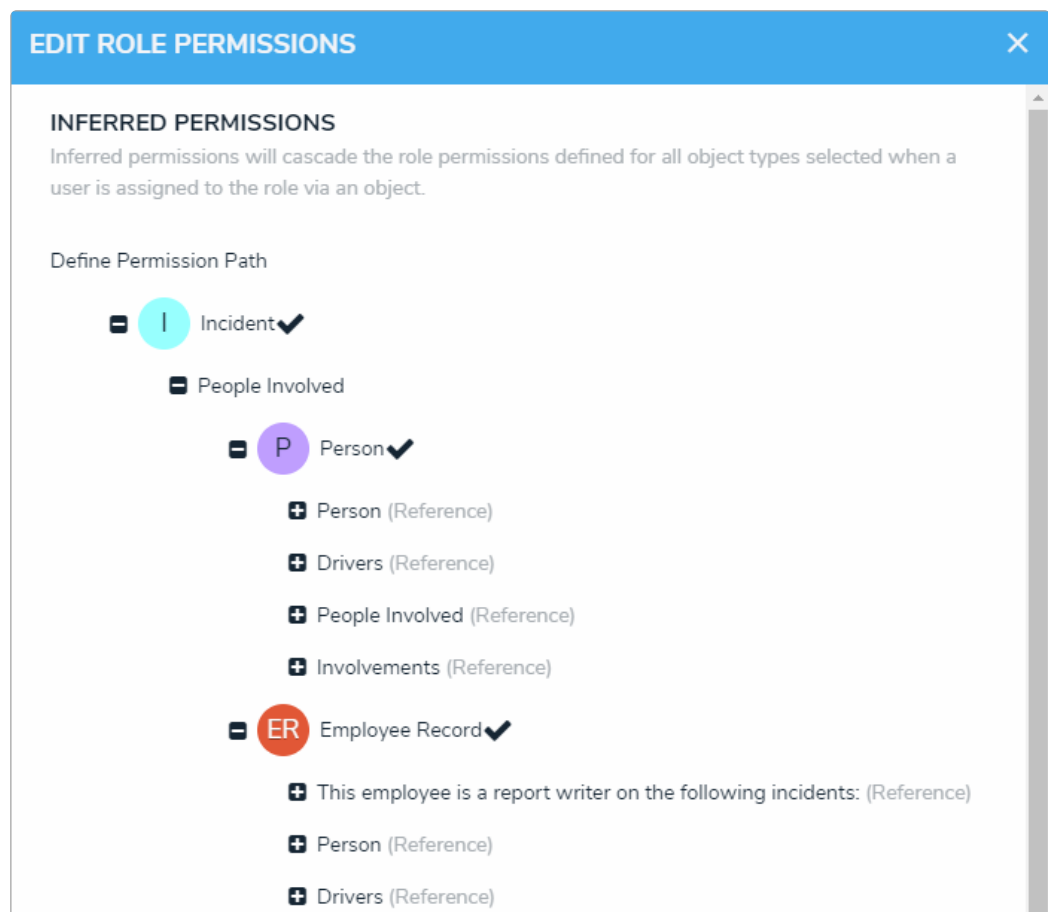 EDIT ROLE PERMISSIONS
INFERRED PERMISSIONS
Inferred permissions will cascade the role permissions defined for all object types selected when a
user is assigned to the role via an object.
Define Permission Path
I Incident
People Involved
P Person
Person (Reference)
Drivers (Reference)
People Involved (Reference)
Involvements (Reference)
ER Employee Record
This employee is a report writer on the following incidents: (Reference)
Person (Reference)
Drivers (Reference)